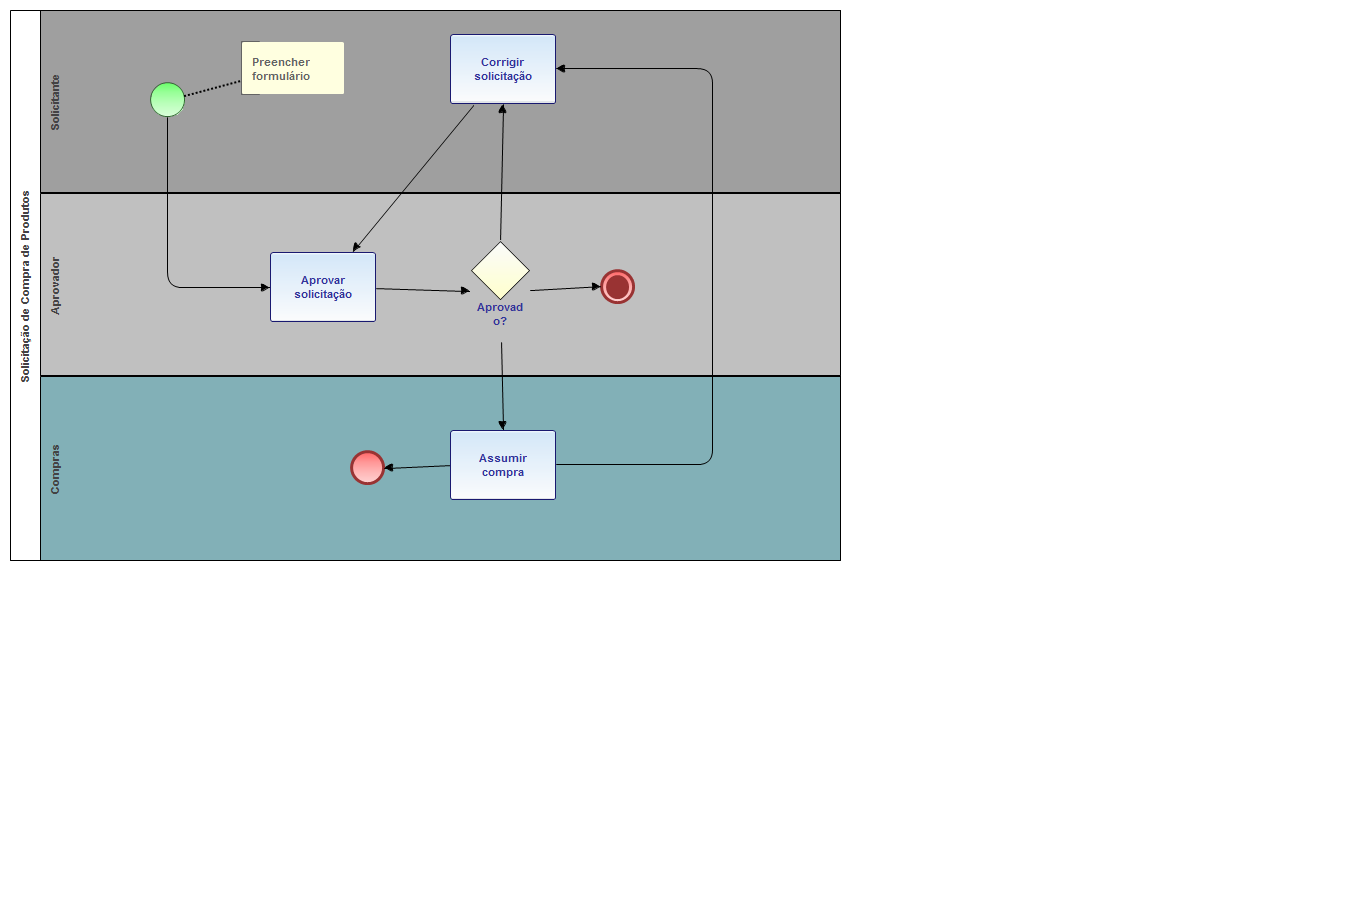 Solicitação de Compra de Produtos
Solicitante
Preencher
formulário
Corrigir
solicitação
Aprovador
Aprovar
solicitação
Aprovad
o?
Compras
Assumir
compra